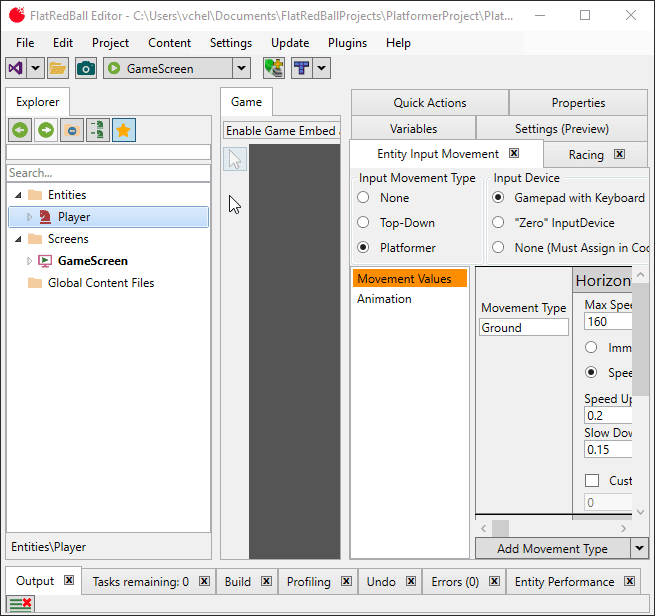 FlatRedBall Editor - C:\Users\vchel\Documents\FlatRedBallProjects\PlatformerProject\Plat...
File Edit Project Content Settings Update Plugins Help
GameScreen
Explorer
Search...
Entities
Player
Screens
GameScreen
Global Content Files
Entities\Player
Game
Enable Game Embed
Quick Actions Properties
Variables Settings (Preview)
Entity Input Movement Racing
Input Movement Type
None
Top-Down
Platformer
Input Device
Gamepad with Keyboard
"Zero" InputDevice
None (Must Assign in Coc
Movement Values
Animation
Movement Type
Ground
Horizon
Max Spee
160
Imm
Spee
Speed Up
0.2
Slow Dow
0.15
Cust
0
Add Movement Type
Output Tasks remaining: 0 Build Profiling Undo Errors (0) Entity Performance